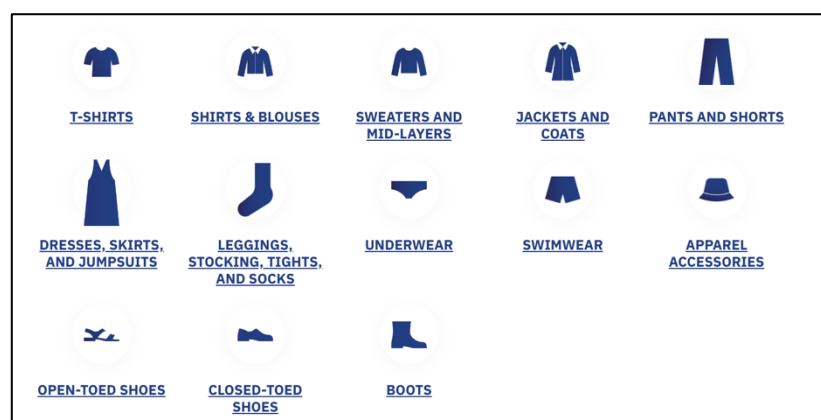 T-SHIRTS
SHIRTS & BLOUSES
SWEATERS AND
MID-LAYERS
JACKETS AND
COATS
PANTS AND SHORTS
DRESSES, SKIRTS,
AND JUMPSUITS
LEGGINGS,
STOCKING, TIGHTS,
AND SOCKS
UNDERWEAR
SWIMWEAR
APPAREL
ACCESSORIES
OPEN-TOED SHOES
CLOSED-TOED
SHOES
BOOTS